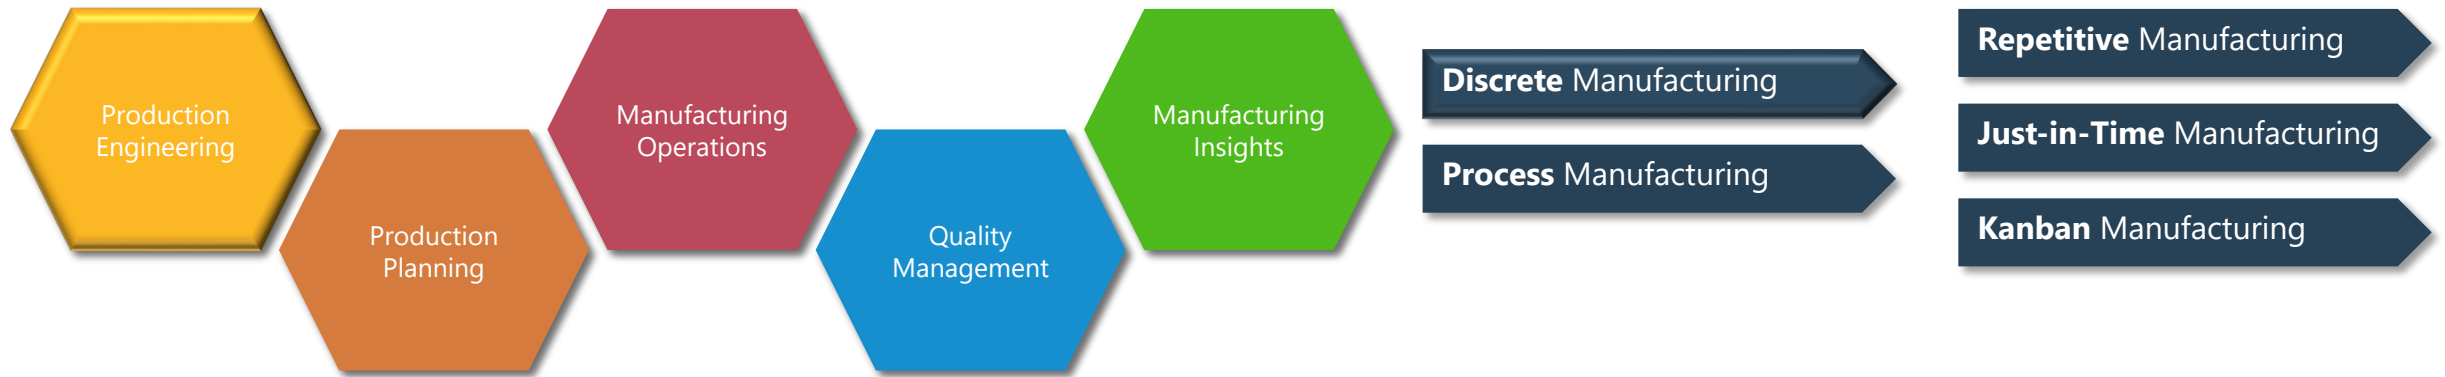 Production
Engineering
Production
Planning
Manufacturing
Operations
Quality
Management
Manufacturing
Insights
Discrete Manufacturing
Process Manufacturing
Repetitive Manufacturing
Just-in-Time Manufacturing
Kanban Manufacturing